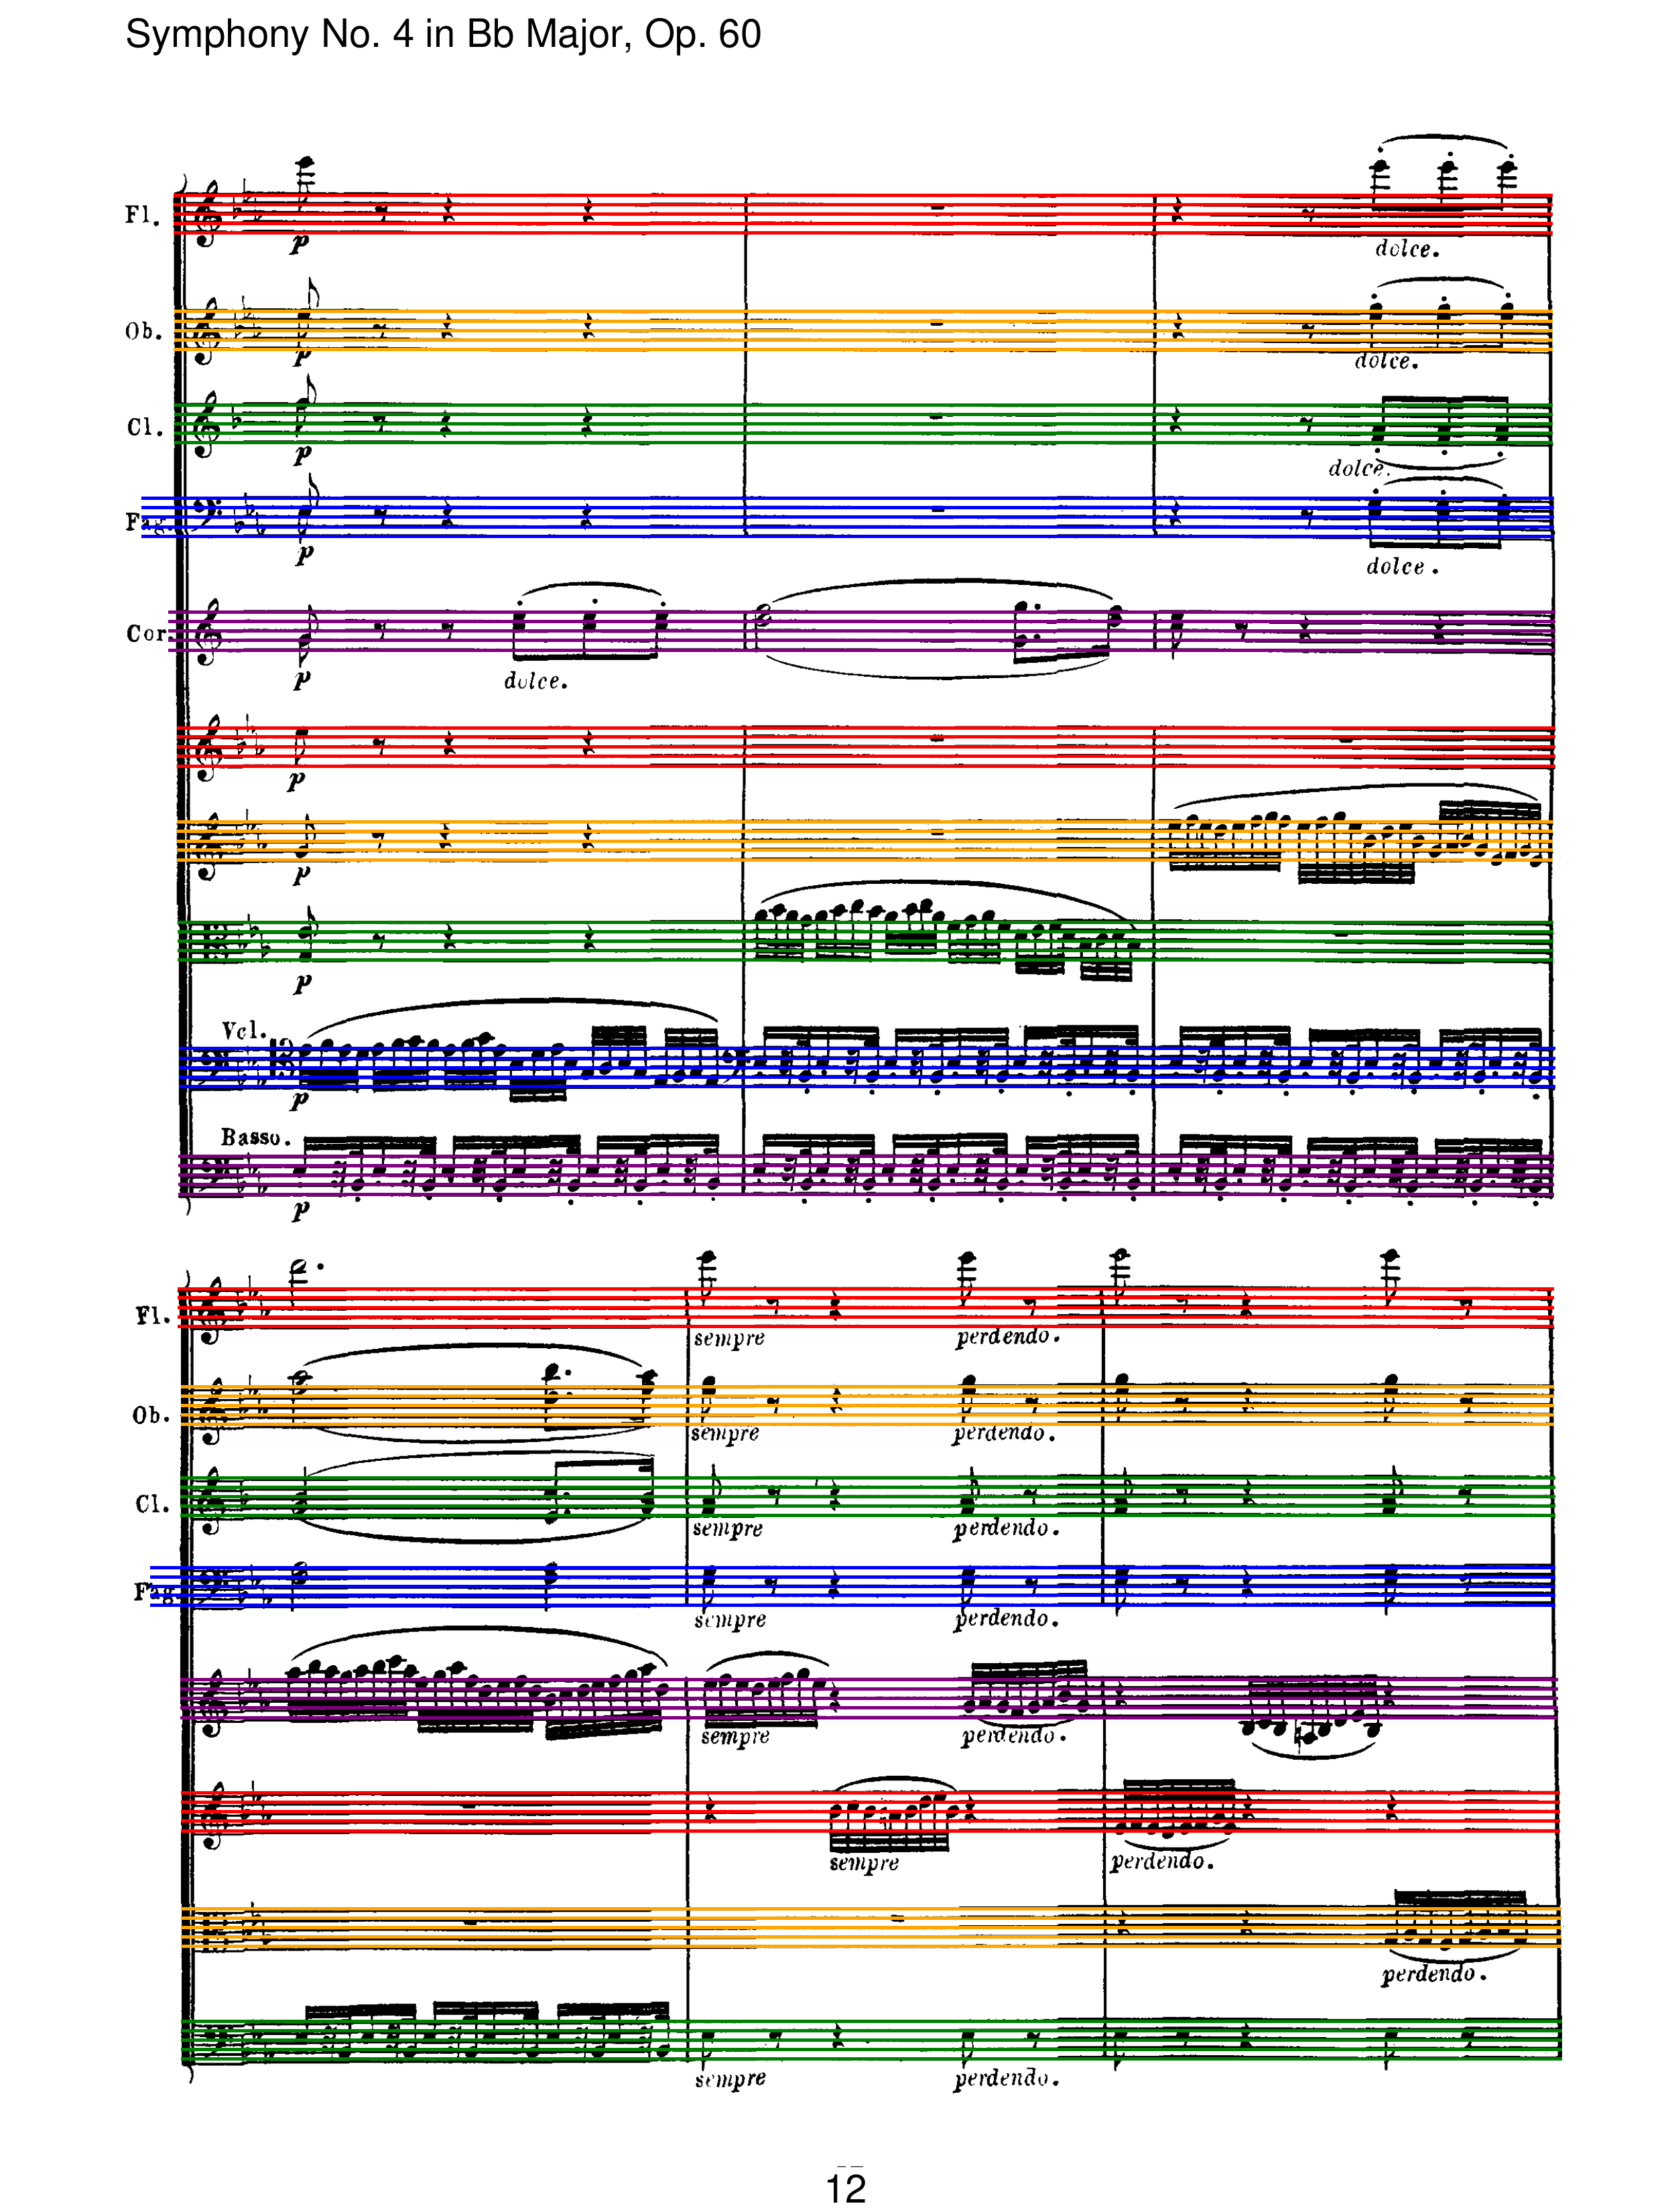 Symphony No. 4 in Bb Major, Op. 60
Fl.
p
dolce.
Ob.
p
dolce.
Cl.
p
dolce.
Fag.
p
dolce.
Cor.
p
dolce.
p
p
p
Vcl.
p
Basso.
p
Fl.
sempre perdendo.
Ob.
sempre perdendo.
Cl.
sempre perdendo.
Fag.
sempre perdendo.
sempre perdendo.
sempre perdendo.
perdendo.
sempre perdendo.
12